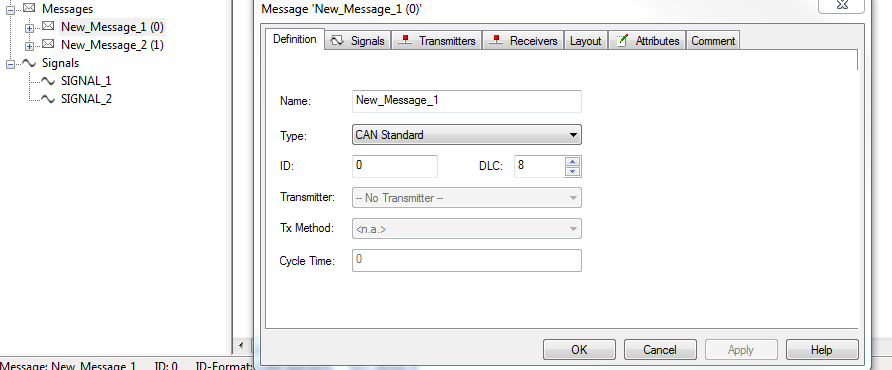 Messages
New_Message_1 (0)
New_Message_2 (1)
Signals
SIGNAL_1
SIGNAL_2
Message 'New_Message_1 (0)'
Definition Signals Transmitters Receivers Layout Attributes Comment
Name: New_Message_1
Type: CAN Standard
ID: 0 DLC: 8
Transmitter: -- No Transmitter --
Tx Method: <n.a.>
Cycle Time: 0
OK Cancel Apply Help
Message: New_Message_1 ID: 0 ID-Format: